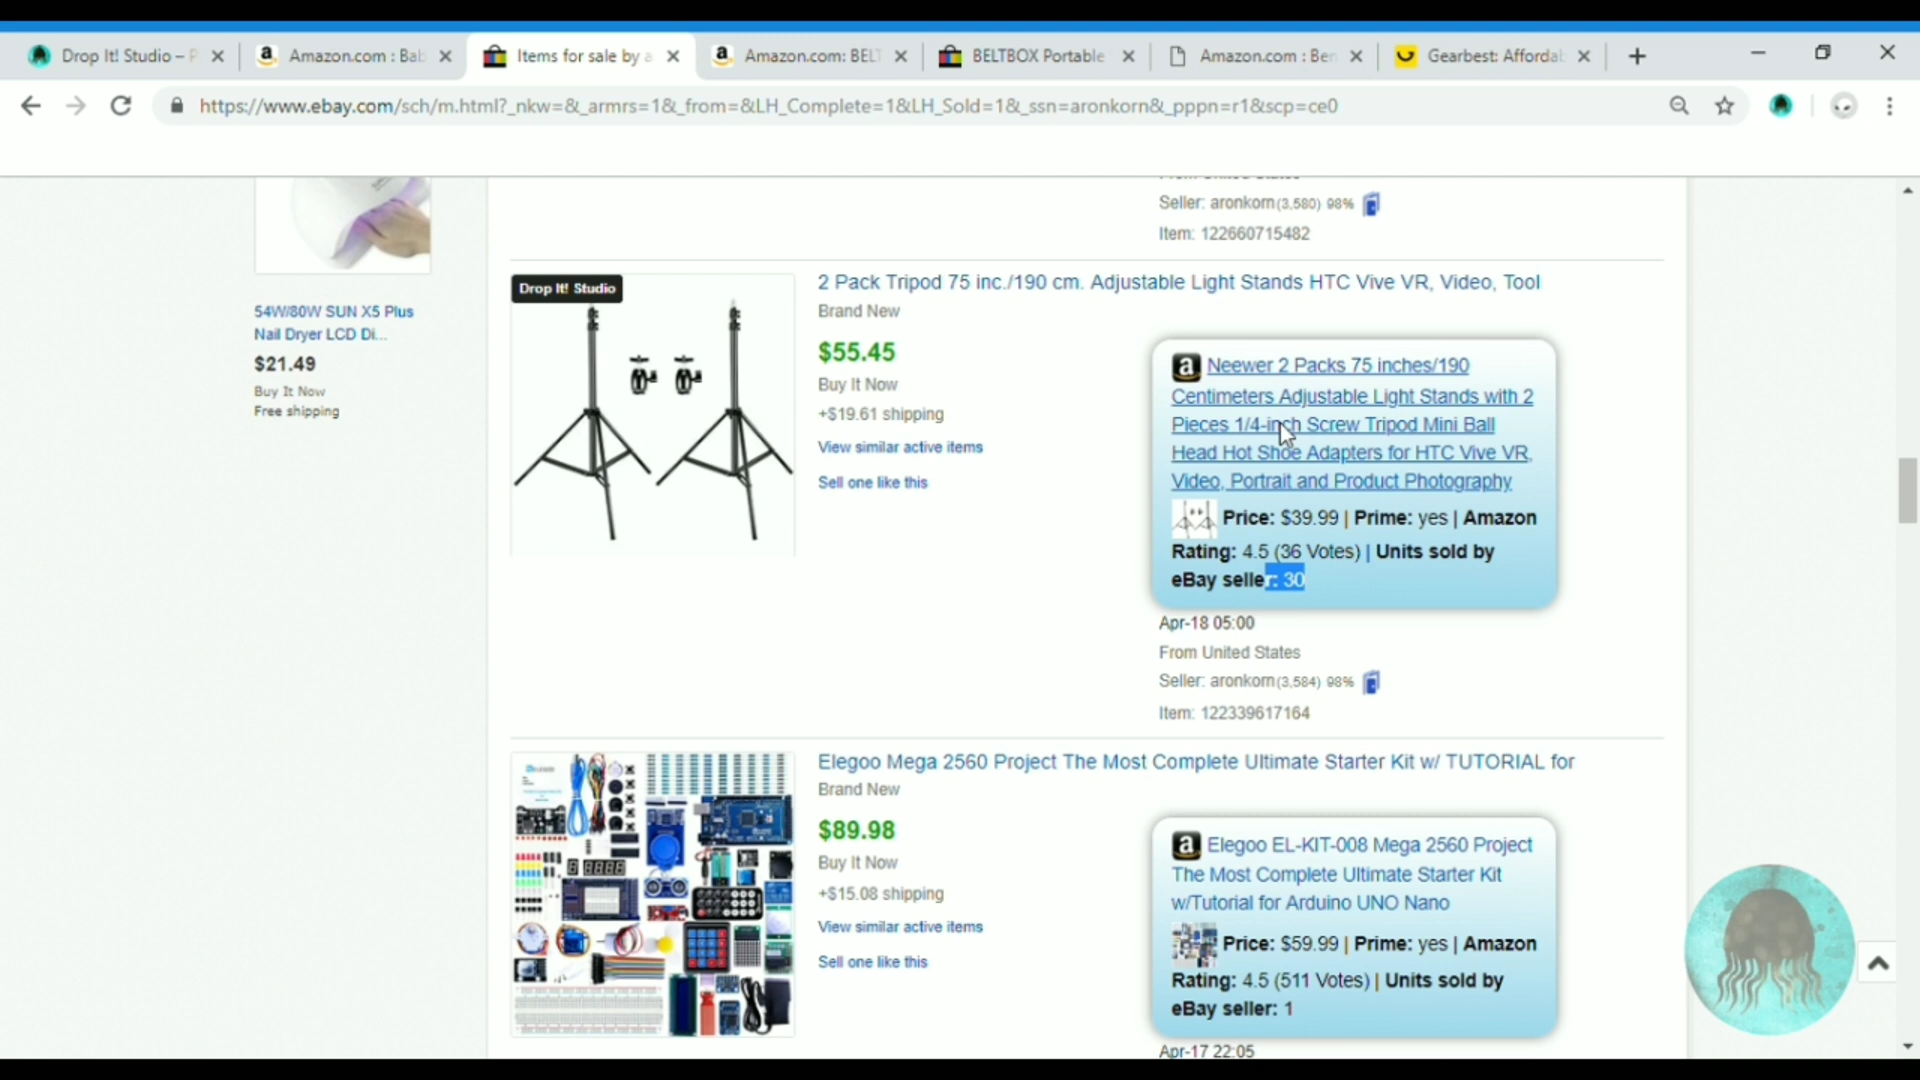 Drop It! Studio – P
Amazon.com : Bab
Items for sale by a
Amazon.com: BELT
BELTBOX Portable
Amazon.com : Ben
Gearbest: Affordab
https://www.ebay.com/sch/m.html?_nkw=&_armrs=1&_from=&LH_Complete=1&LH_Sold=1&_ssn=aronkorn&_pppn=r1&scp=ce0
54W/80W SUN X5 Plus
Nail Dryer LCD Di...
$21.49
Buy It Now
Free shipping
From United States
Seller: aronkorn(3,580) 98%
Item: 122660715482
Drop It! Studio
2 Pack Tripod 75 inc./190 cm. Adjustable Light Stands HTC Vive VR, Video, Tool
Brand New
$55.45
Buy It Now
+$19.61 shipping
View similar active items
Sell one like this
Neewer 2 Packs 75 inches/190
Centimeters Adjustable Light Stands with 2
Pieces 1/4-inch Screw Tripod Mini Ball
Head Hot Shoe Adapters for HTC Vive VR,
Video, Portrait and Product Photography
Price: $39.99 | Prime: yes | Amazon
Rating: 4.5 (36 Votes) | Units sold by
eBay seller: 30
Apr-18 05:00
From United States
Seller: aronkorn(3,584) 98%
Item: 122339617164
Elegoo Mega 2560 Project The Most Complete Ultimate Starter Kit w/ TUTORIAL for
Brand New
$89.98
Buy It Now
+$15.08 shipping
View similar active items
Sell one like this
Elegoo EL-KIT-008 Mega 2560 Project
The Most Complete Ultimate Starter Kit
w/Tutorial for Arduino UNO Nano
Price: $59.99 | Prime: yes | Amazon
Rating: 4.5 (511 Votes) | Units sold by
eBay seller: 1
Apr-17 22:05